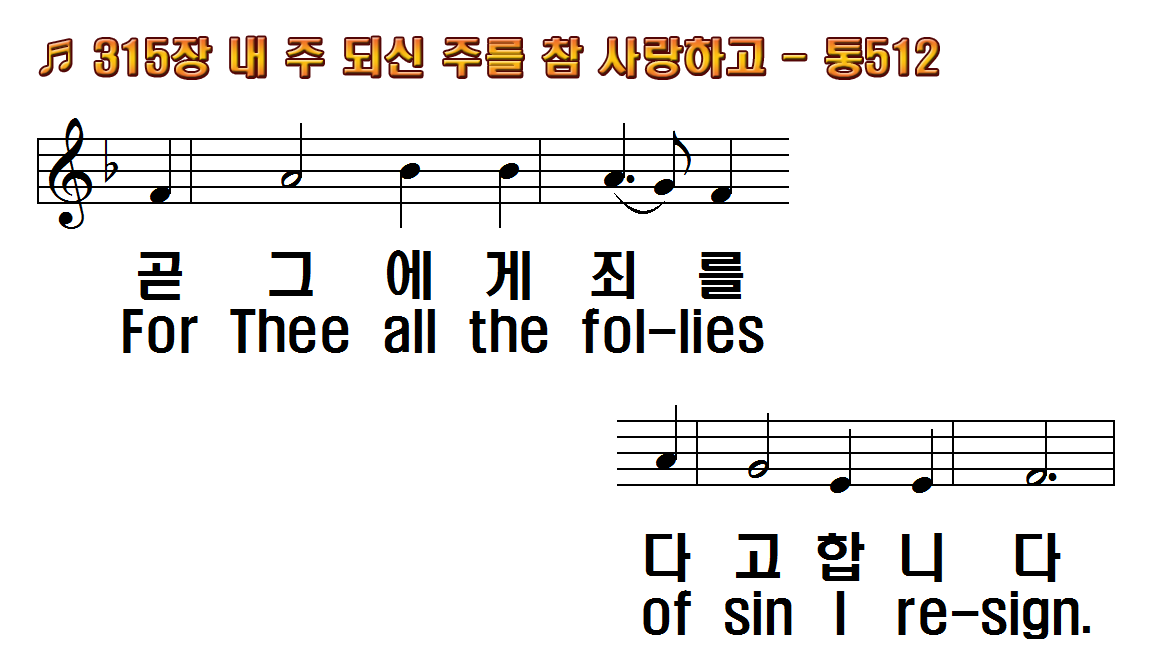 ♬ 315장 내 주 되신 주를 참 사랑하고 - 통512
곧 그 에 게 죄 를
For Thee all the fol-lies
다 고 합 니 다
of sin I re-sign.